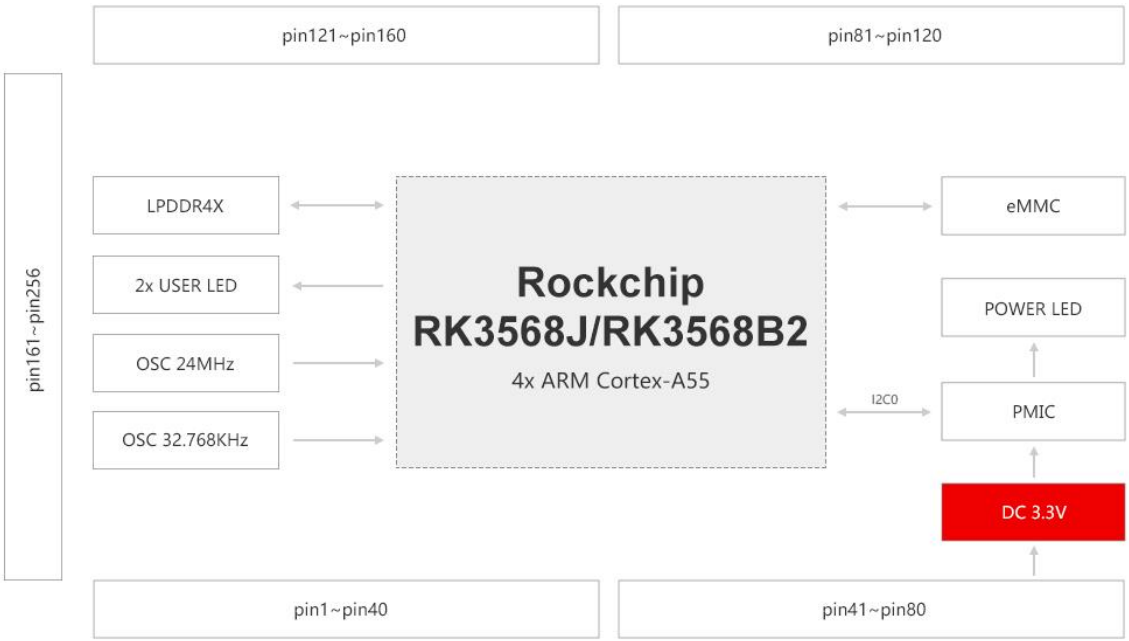 pin121~pin160
pin81~pin120
pin161~pin256
LPDDR4X
2x USER LED
OSC 24MHz
OSC 32.768KHz
Rockchip
RK3568J/RK3568B2
4x ARM Cortex-A55
eMMC
POWER LED
I2C0
PMIC
DC 3.3V
pin1~pin40
pin41~pin80